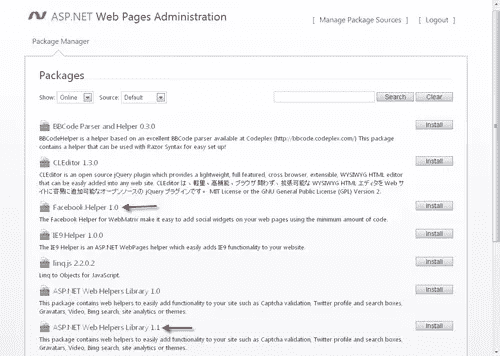 ASP.NET Web Pages Administration
[ Manage Package Sources ] [ Logout ]
Package Manager
Packages
Show: Online Source: Default Search Clear
BBCode Parser and Helper 0.3.0 Install
BBCodeHelper is a helper based on an excellent BBCode parser available at Codeplex (http://bbcode.codeplex.com/) This package
contains a helper that can be used with Razor Syntax for easy set up!
CLEditor 1.3.0 Install
CLEditor is an open source jQuery plugin which provides a lightweight, full featured, cross browser, extensible, WYSIWYG HTML editor
that can be easily added into any web site. CLEditor は、軽量、高機能、ブラウザ問わず、拡張可能な WYSIWYG HTML エディタを Web サ
イトに容易に追加可能なオープンソースの jQuery プラグインです。 MIT License or the GNU General Public License (GPL) Version 2.
Facebook.Helper 1.0 Install
The Facebook Helper for WebMatrix make it easy to add social widgets on your web pages using the minimum amount of code.
IE9 Helper 1.0.0 Install
The IE9 Helper is an ASP.NET WebPages helper which easily adds IE9 functionality to your website.
linq.js 2.2.0.2 Install
Linq to Objects for JavaScript.
ASP.NET Web Helpers Library 1.0 Install
This package contains web helpers to easily add functionality to your site such as Captcha validation, Twitter profile and search boxes,
Gravatars, Video, Bing search, site analytics or themes.
ASP.NET Web Helpers Library 1.1 Install
This package contains web helpers to easily add functionality to your site such as Captcha validation, Twitter profile and search boxes,
Gravatars, Video, Bing search, site analytics or themes.